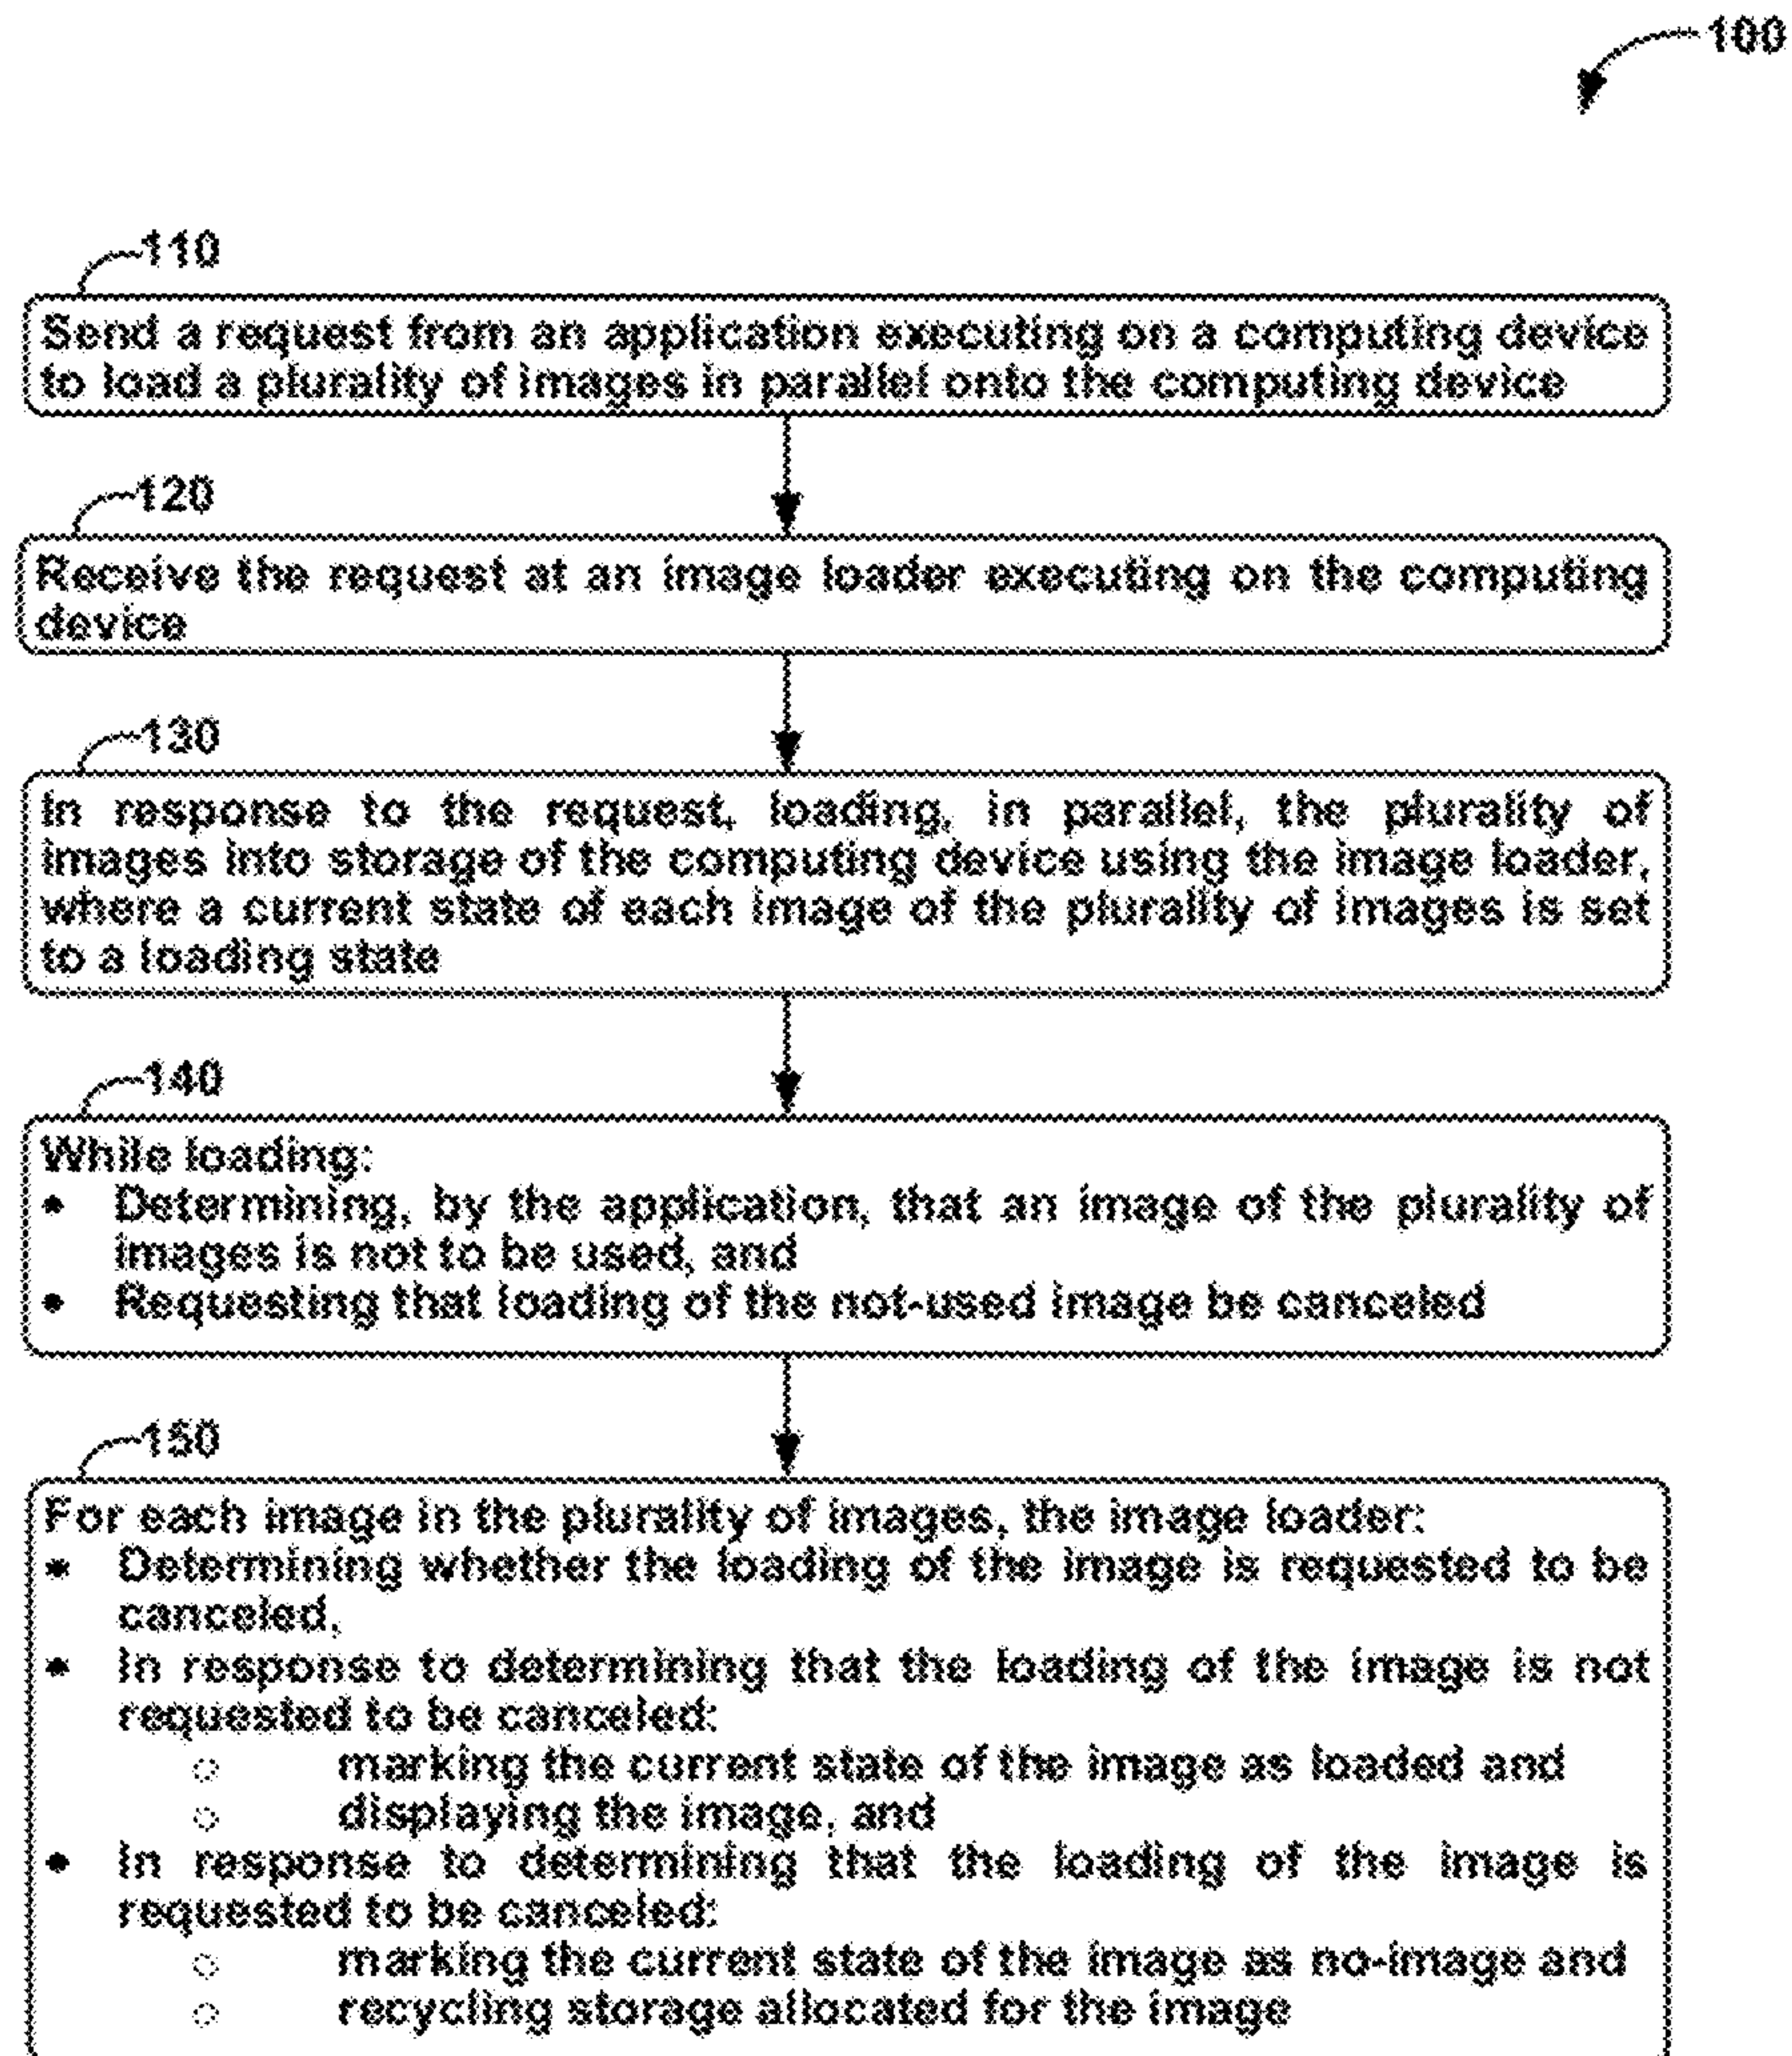 100
110
Send a request from an application executing on a computing device
to load a plurality of images in parallel onto the computing device
120
Receive the request at an image loader executing on the computing
device
130
In response to the request, loading, in parallel, the plurality of
images into storage of the computing device using the image loader,
where a current state of each image of the plurality of images is set
to a loading state
140
While loading:
• Determining, by the application, that an image of the plurality of
images is not to be used, and
• Requesting that loading of the not-used image be canceled
150
For each image in the plurality of images, the image loader:
• Determining whether the loading of the image is requested to be
canceled,
• In response to determining that the loading of the image is not
requested to be canceled:
○ marking the current state of the image as loaded and
○ displaying the image, and
• In response to determining that the loading of the image is
requested to be canceled:
○ marking the current state of the image as no-image and
○ recycling storage allocated for the image